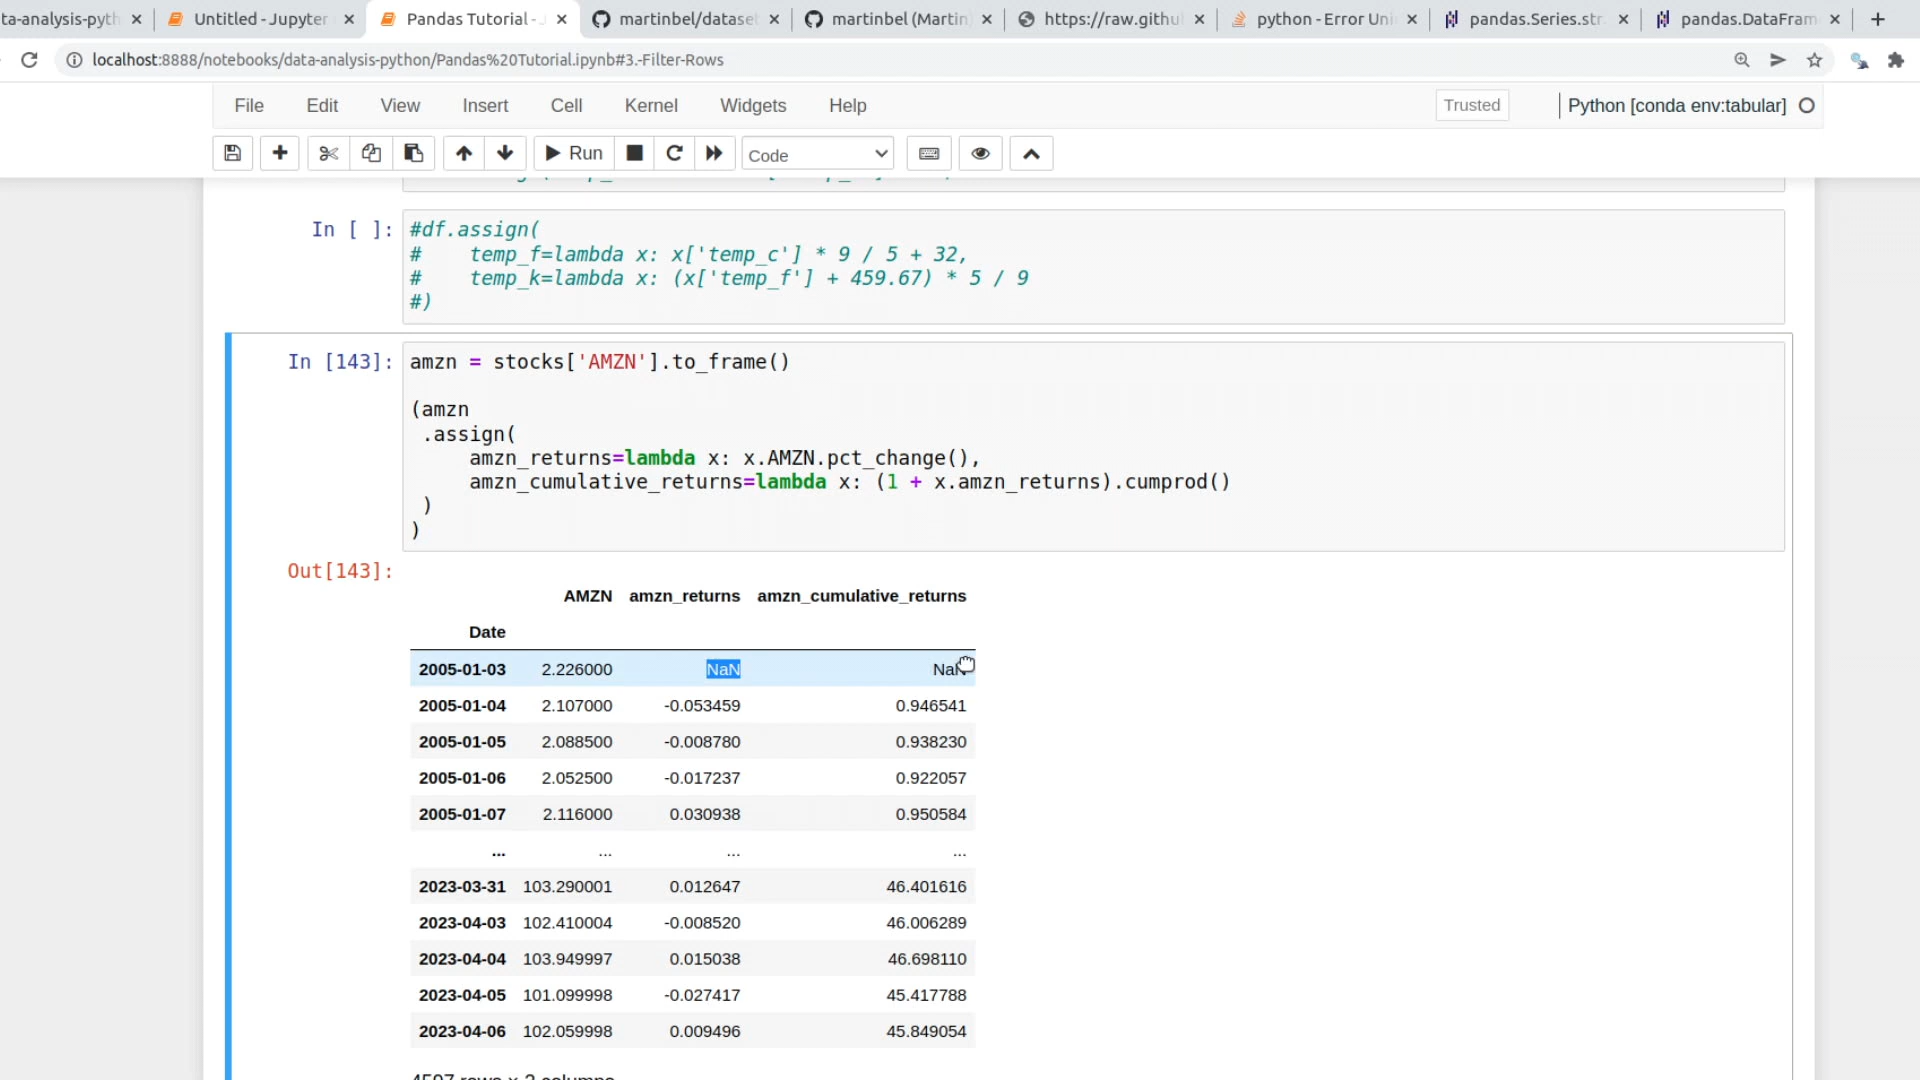 ta-analysis-pyth
Untitled - Jupyter
Pandas Tutorial - J
martinbel/dataset
martinbel (Martin
https://raw.githu
python - Error Uni
pandas.Series.str
pandas.DataFram
localhost:8888/notebooks/data-analysis-python/Pandas%20Tutorial.ipynb#3.-Filter-Rows
File Edit View Insert Cell Kernel Widgets Help
Trusted
Python [conda env:tabular]
Run
Code
In [ ]:
#df.assign(
#    temp_f=lambda x: x['temp_c'] * 9 / 5 + 32,
#    temp_k=lambda x: (x['temp_f'] + 459.67) * 5 / 9
#)
In [143]:
amzn = stocks['AMZN'].to_frame()
(amzn
 .assign(
     amzn_returns=lambda x: x.AMZN.pct_change(),
     amzn_cumulative_returns=lambda x: (1 + x.amzn_returns).cumprod()
 )
)
Out[143]:
AMZN amzn_returns amzn_cumulative_returns
Date
2005-01-03 2.226000 NaN NaN
2005-01-04 2.107000 -0.053459 0.946541
2005-01-05 2.088500 -0.008780 0.938230
2005-01-06 2.052500 -0.017237 0.922057
2005-01-07 2.116000 0.030938 0.950584
... ... ... ...
2023-03-31 103.290001 0.012647 46.401616
2023-04-03 102.410004 -0.008520 46.006289
2023-04-04 103.949997 0.015038 46.698110
2023-04-05 101.099998 -0.027417 45.417788
2023-04-06 102.059998 0.009496 45.849054
4597 rows x 3 columns